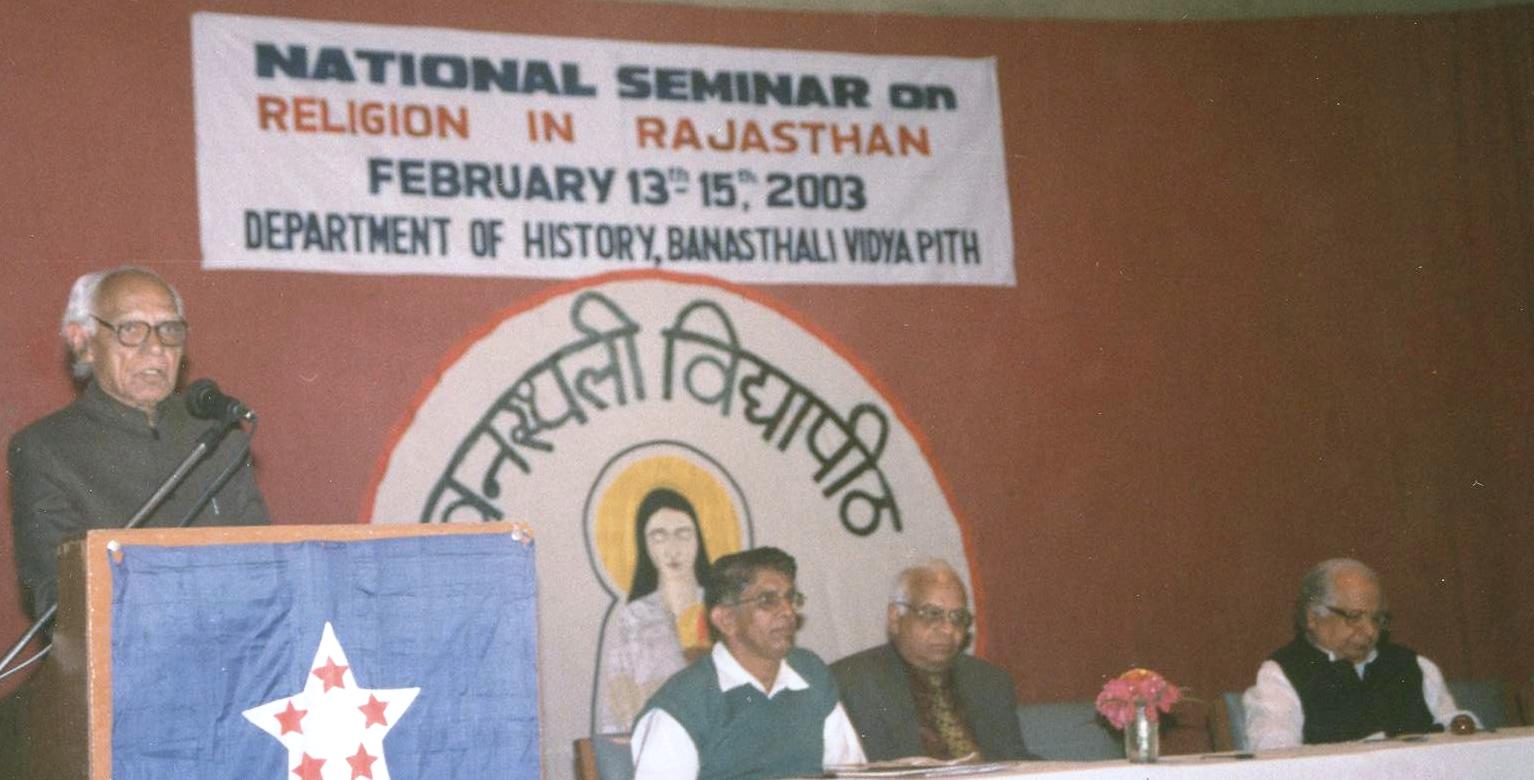 NATIONAL SEMINAR on
RELIGION IN RAJASTHAN
FEBRUARY 13th - 15th, 2003
DEPARTMENT OF HISTORY, BANASTHALI VIDYA PITH
वनस्थली विद्यापीठ